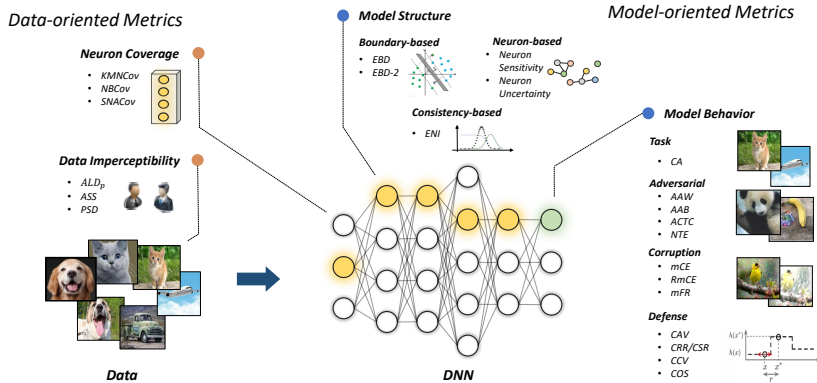 Data-oriented Metrics
Model-oriented Metrics
Neuron Coverage
• KMNCov
• NBCov
• SNACov
Data Imperceptibility
• ALDp
• ASS
• PSD
Data
Model Structure
Boundary-based
• EBD
• EBD-2
Neuron-based
• Neuron
Sensitivity
• Neuron
Uncertainty
Consistency-based
• ENI
DNN
Model Behavior
Task
• CA
Adversarial
• AAW
• AAB
• ACTC
• NTE
Corruption
• mCE
• RmCE
• mFR
Defense
• CAV
• CRR/CSR
• CCV
• COS
h(x*)
h(x)
x x*
r